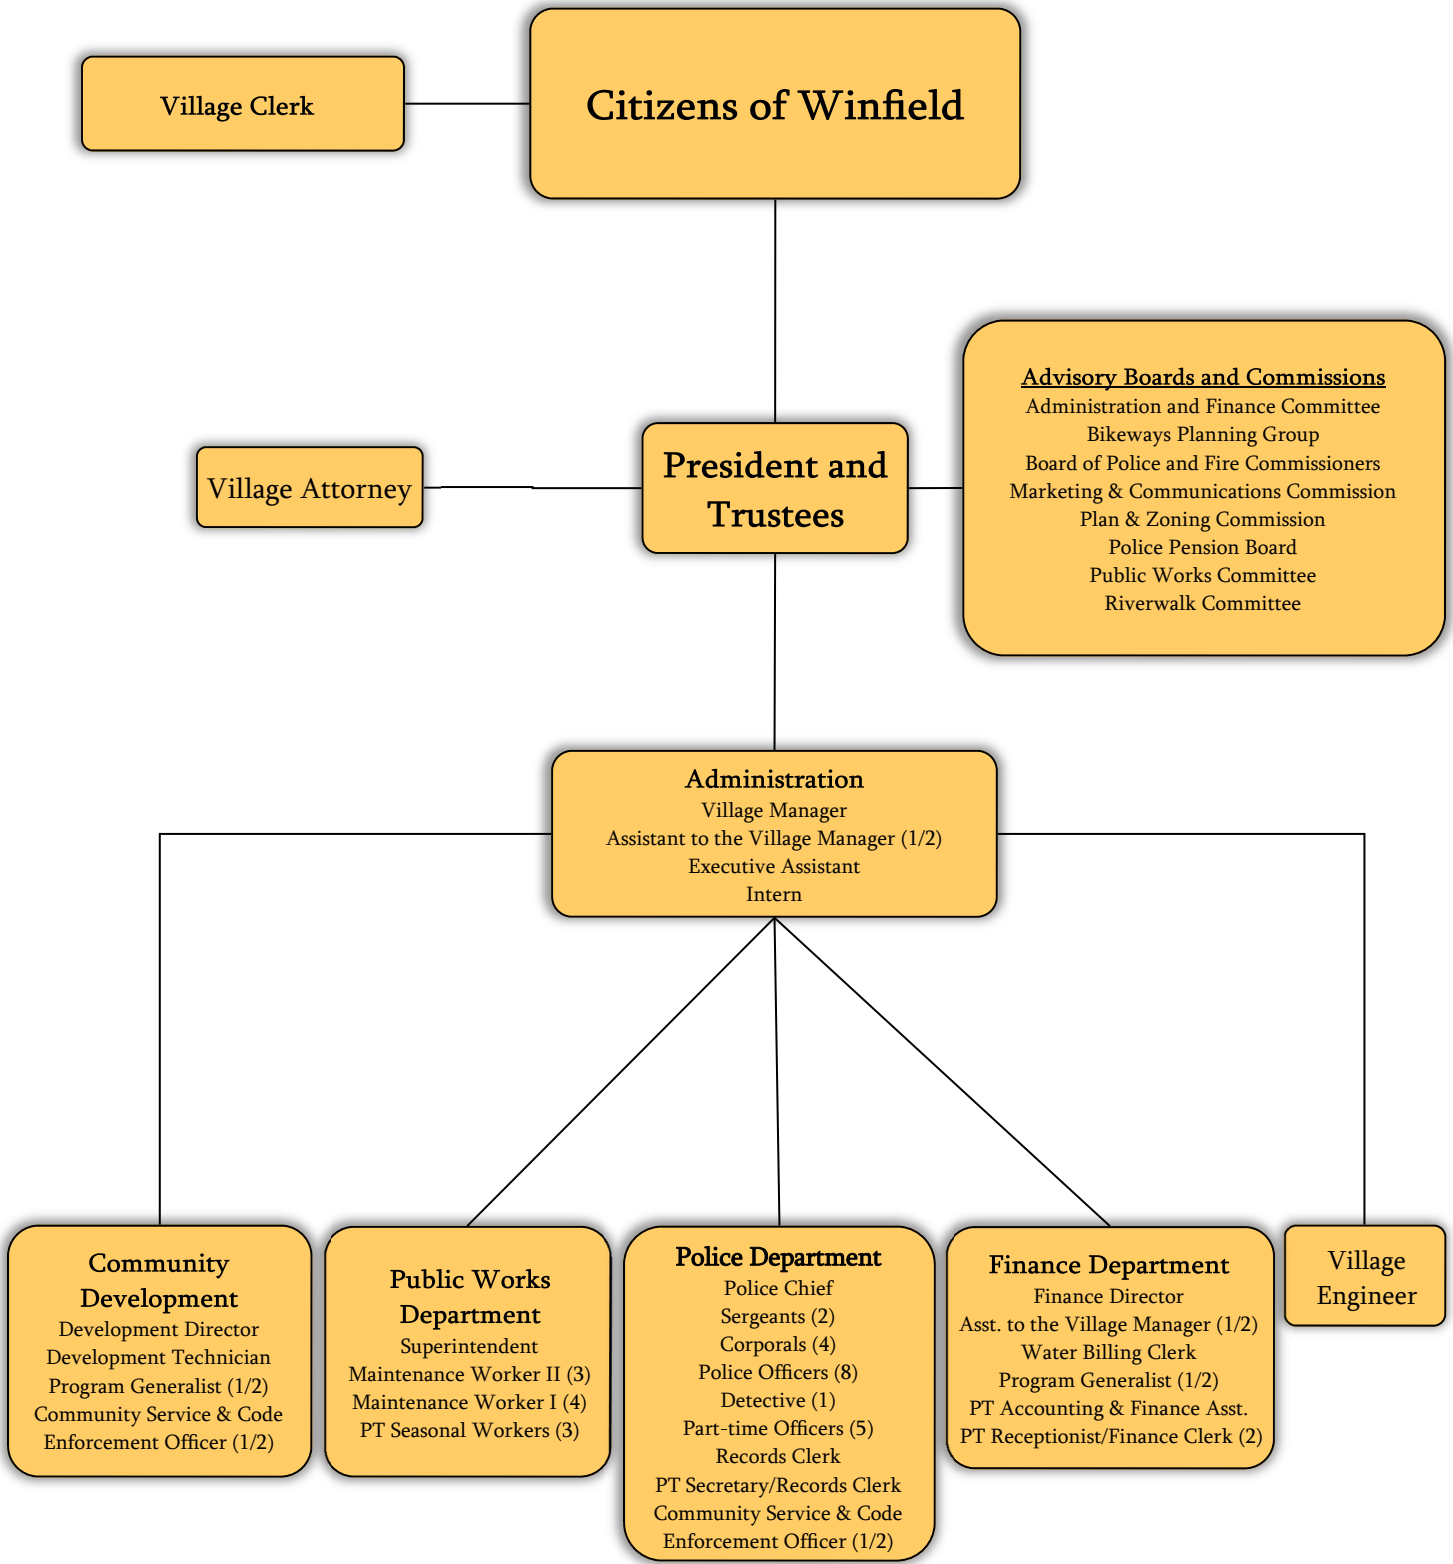 Citizens of Winfield
Village Clerk
Advisory Boards and Commissions
Administration and Finance Committee
Bikeways Planning Group
Board of Police and Fire Commissioners
Marketing & Communications Commission
Plan & Zoning Commission
Police Pension Board
Public Works Committee
Riverwalk Committee
President and
Trustees
Village Attorney
Administration
Village Manager
Assistant to the Village Manager (1/2)
Executive Assistant
Intern
Community
Development
Development Director
Development Technician
Program Generalist (1/2)
Community Service & Code
Enforcement Officer (1/2)
Public Works
Department
Superintendent
Maintenance Worker II (3)
Maintenance Worker I (4)
PT Seasonal Workers (3)
Police Department
Police Chief
Sergeants (2)
Corporals (4)
Police Officers (8)
Detective (1)
Part-time Officers (5)
Records Clerk
PT Secretary/Records Clerk
Community Service & Code
Enforcement Officer (1/2)
Finance Department
Finance Director
Asst. to the Village Manager (1/2)
Water Billing Clerk
Program Generalist (1/2)
PT Accounting & Finance Asst.
PT Receptionist/Finance Clerk (2)
Village
Engineer